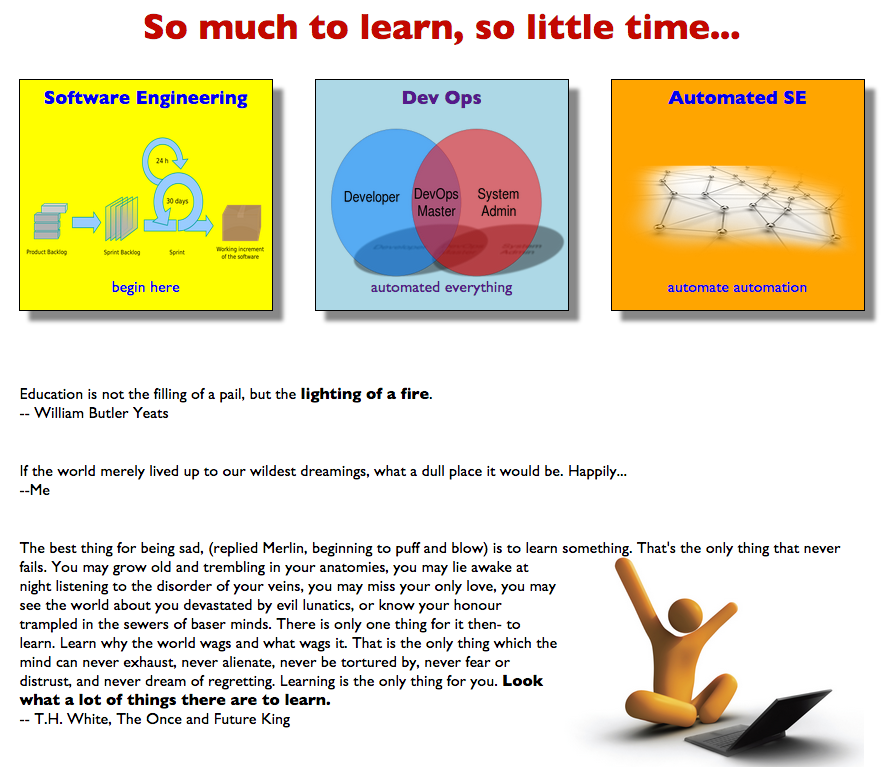 So much to learn, so little time...
Software Engineering
24 h
30 days
Product Backlog
Sprint Backlog
Sprint
Working increment
of the software
begin here
Dev Ops
Developer
DevOps
Master
System
Admin
automated everything
Automated SE
automate automation
Education is not the filling of a pail, but the lighting of a fire.
-- William Butler Yeats
If the world merely lived up to our wildest dreamings, what a dull place it would be. Happily...
--Me
The best thing for being sad, (replied Merlin, beginning to puff and blow) is to learn something. That's the only thing that never
fails. You may grow old and trembling in your anatomies, you may lie awake at
night listening to the disorder of your veins, you may miss your only love, you may
see the world about you devastated by evil lunatics, or know your honour
trampled in the sewers of baser minds. There is only one thing for it then- to
learn. Learn why the world wags and what wags it. That is the only thing which the
mind can never exhaust, never alienate, never be tortured by, never fear or
distrust, and never dream of regretting. Learning is the only thing for you. Look
what a lot of things there are to learn.
-- T.H. White, The Once and Future King